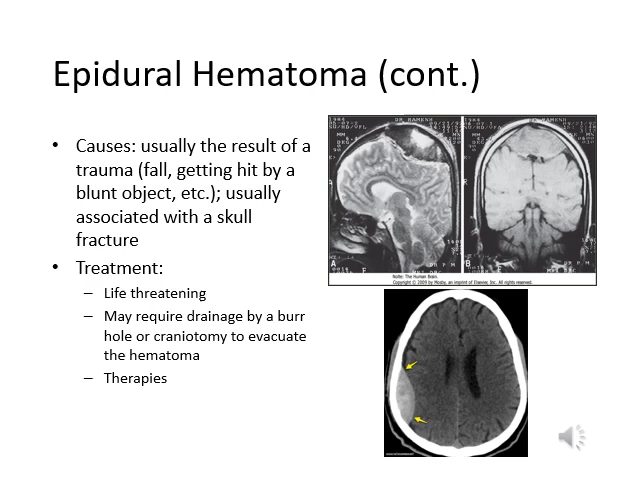 Epidural Hematoma (cont.)
• Causes: usually the result of a
trauma (fall, getting hit by a
blunt object, etc.); usually
associated with a skull
fracture
• Treatment:
– Life threatening
– May require drainage by a burr
hole or craniotomy to evacuate
the hematoma
– Therapies
DR RAMESH
A
F
B
Nolte: The Human Brain.
Copyright © 2009 by Mosby, an imprint of Elsevier, Inc. All rights reserved.